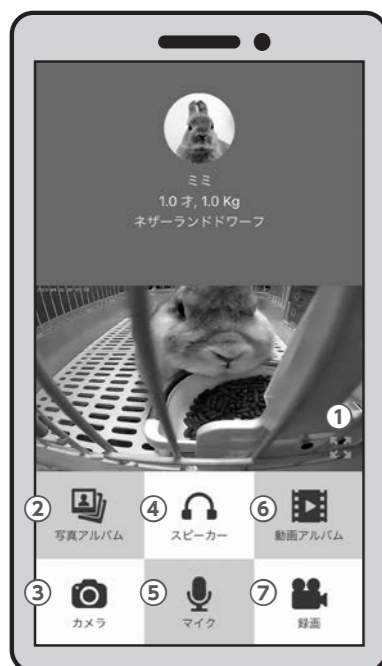 ミミ
1.0 才, 1.0 Kg
ネザーランドドワーフ
①
② 写真アルバム
④ スピーカー
⑥ 動画アルバム
③ カメラ
⑤ マイク
⑦ 録画